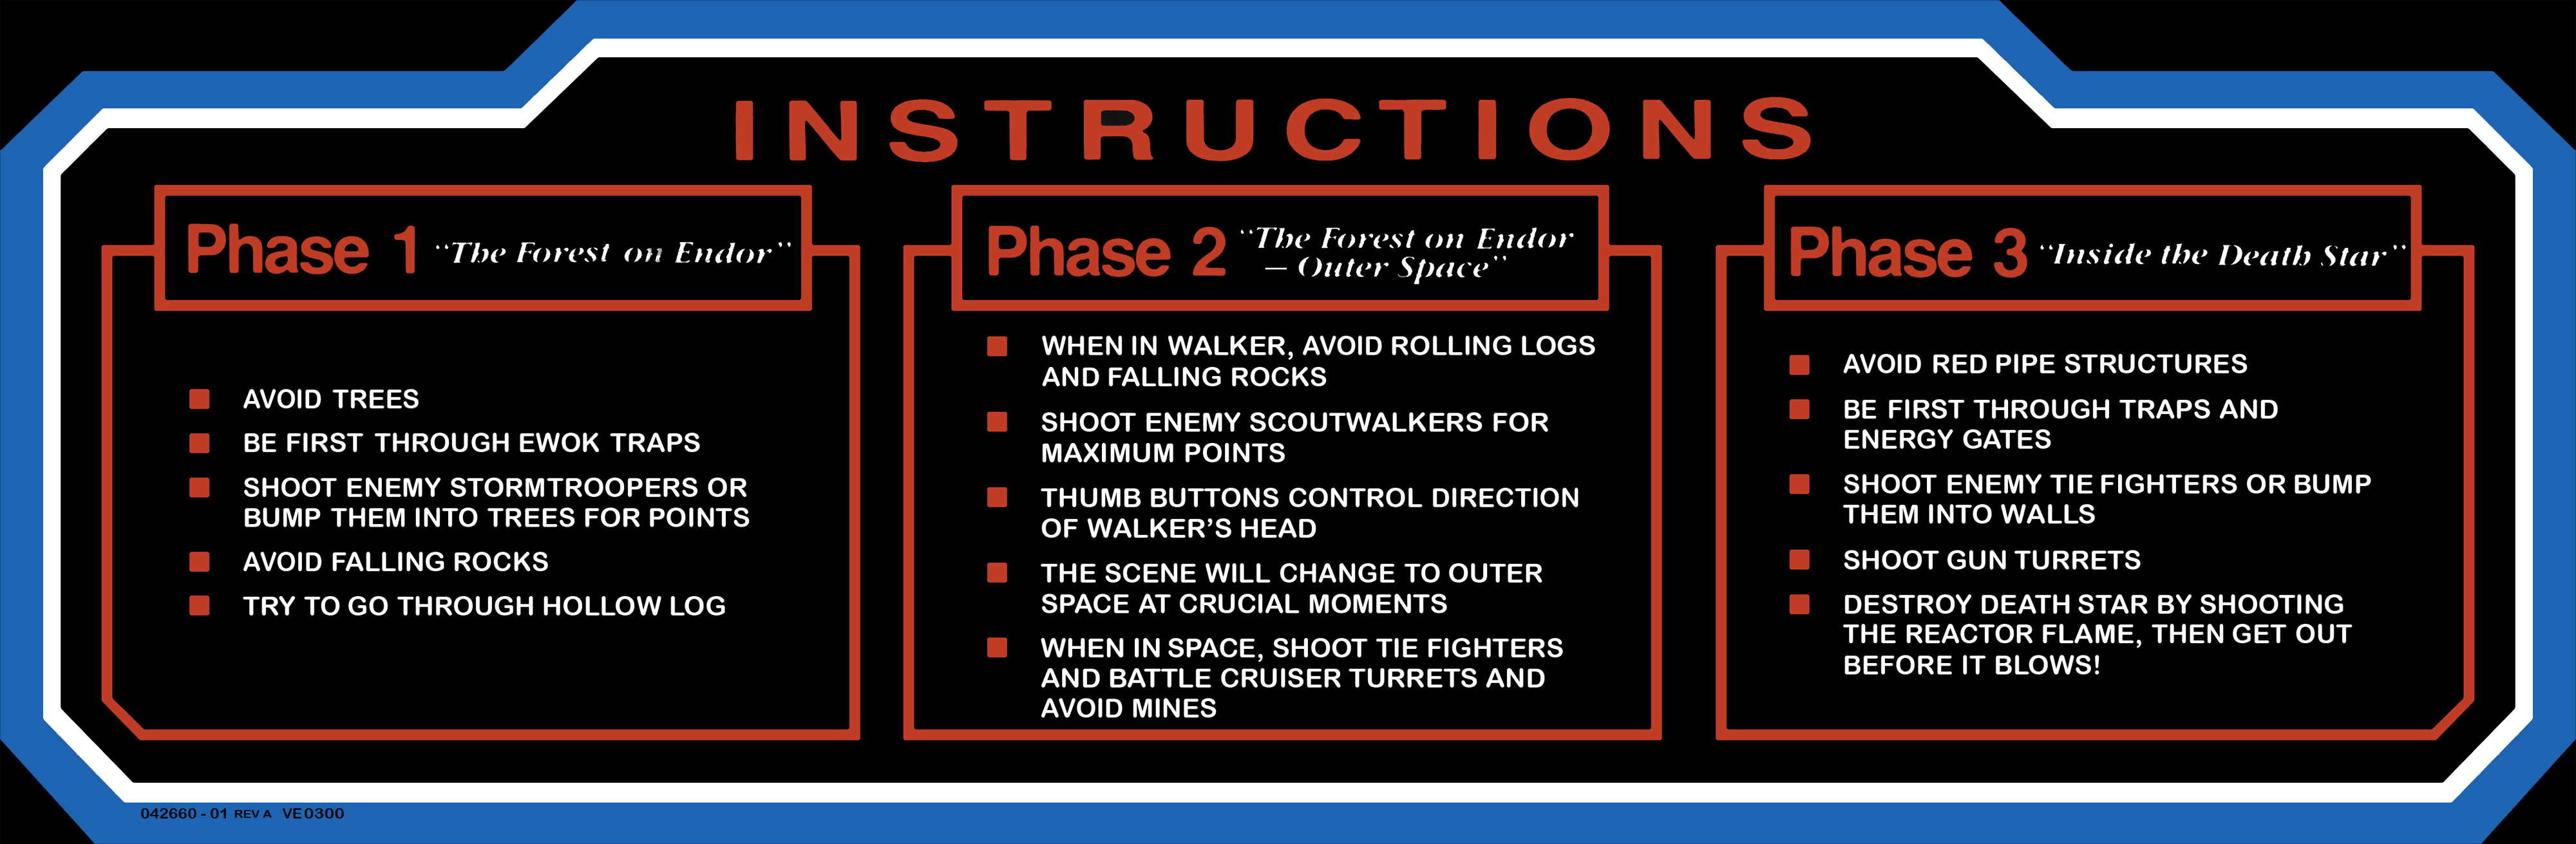 INSTRUCTIONS
Phase 1 "The Forest on Endor"
AVOID TREES
BE FIRST THROUGH EWOK TRAPS
SHOOT ENEMY STORMTROOPERS OR
BUMP THEM INTO TREES FOR POINTS
AVOID FALLING ROCKS
TRY TO GO THROUGH HOLLOW LOG
Phase 2 "The Forest on Endor
– Outer Space"
WHEN IN WALKER, AVOID ROLLING LOGS
AND FALLING ROCKS
SHOOT ENEMY SCOUTWALKERS FOR
MAXIMUM POINTS
THUMB BUTTONS CONTROL DIRECTION
OF WALKER'S HEAD
THE SCENE WILL CHANGE TO OUTER
SPACE AT CRUCIAL MOMENTS
WHEN IN SPACE, SHOOT TIE FIGHTERS
AND BATTLE CRUISER TURRETS AND
AVOID MINES
Phase 3 "Inside the Death Star"
AVOID RED PIPE STRUCTURES
BE FIRST THROUGH TRAPS AND
ENERGY GATES
SHOOT ENEMY TIE FIGHTERS OR BUMP
THEM INTO WALLS
SHOOT GUN TURRETS
DESTROY DEATH STAR BY SHOOTING
THE REACTOR FLAME, THEN GET OUT
BEFORE IT BLOWS!
042660 - 01 REV A VE0300